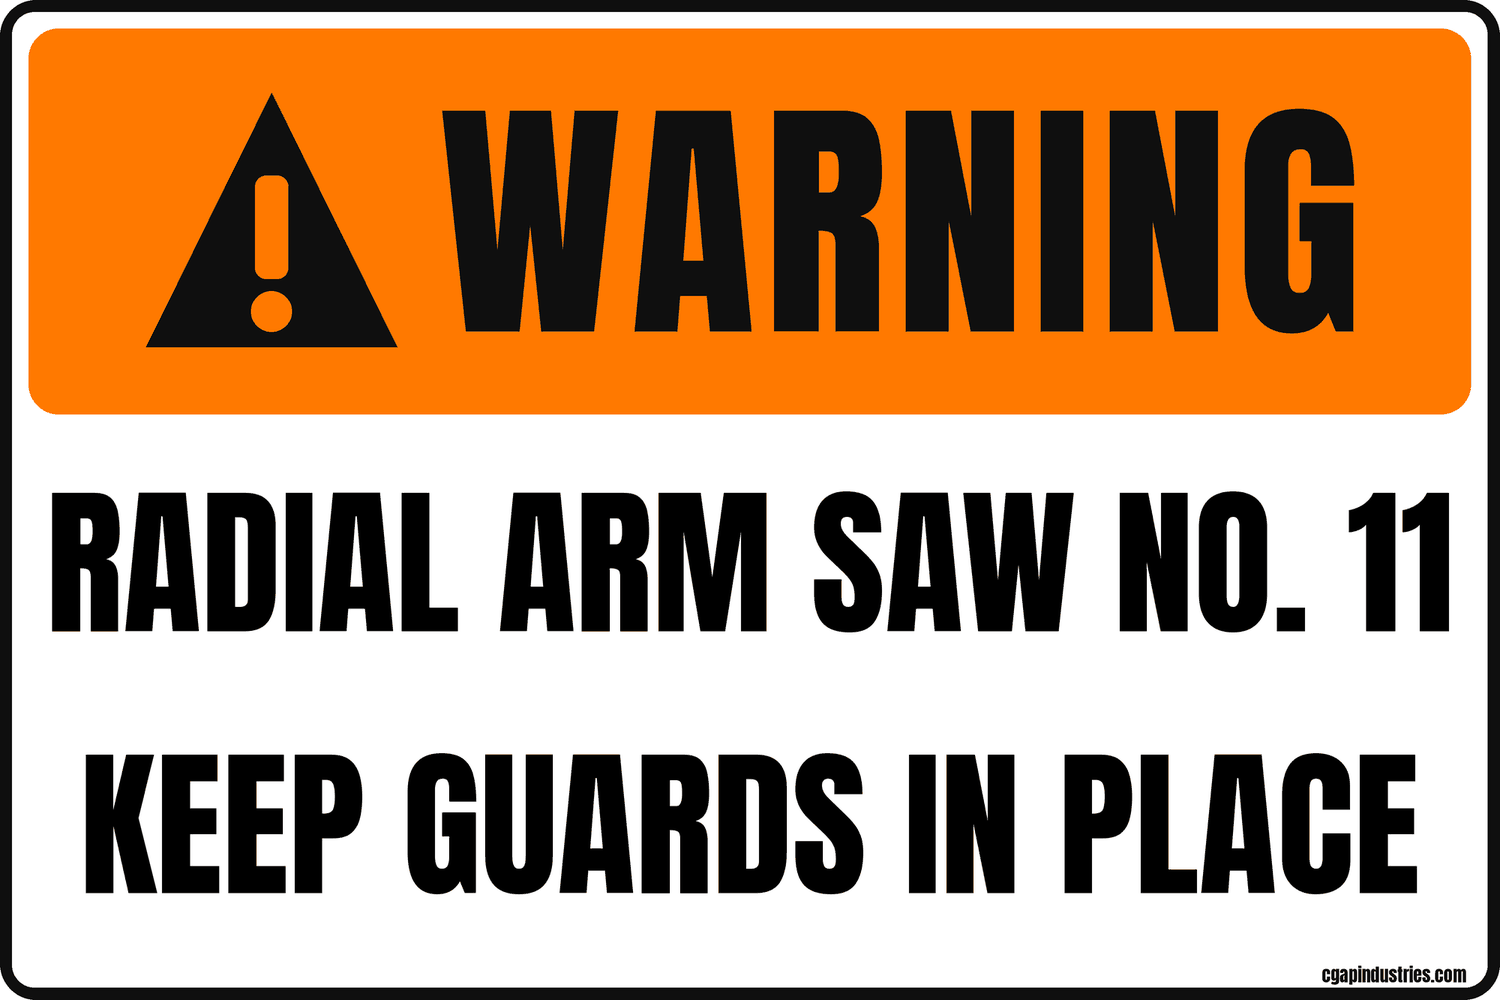 WARNING
RADIAL ARM SAW NO. 11
KEEP GUARDS IN PLACE
cgapindustries.com